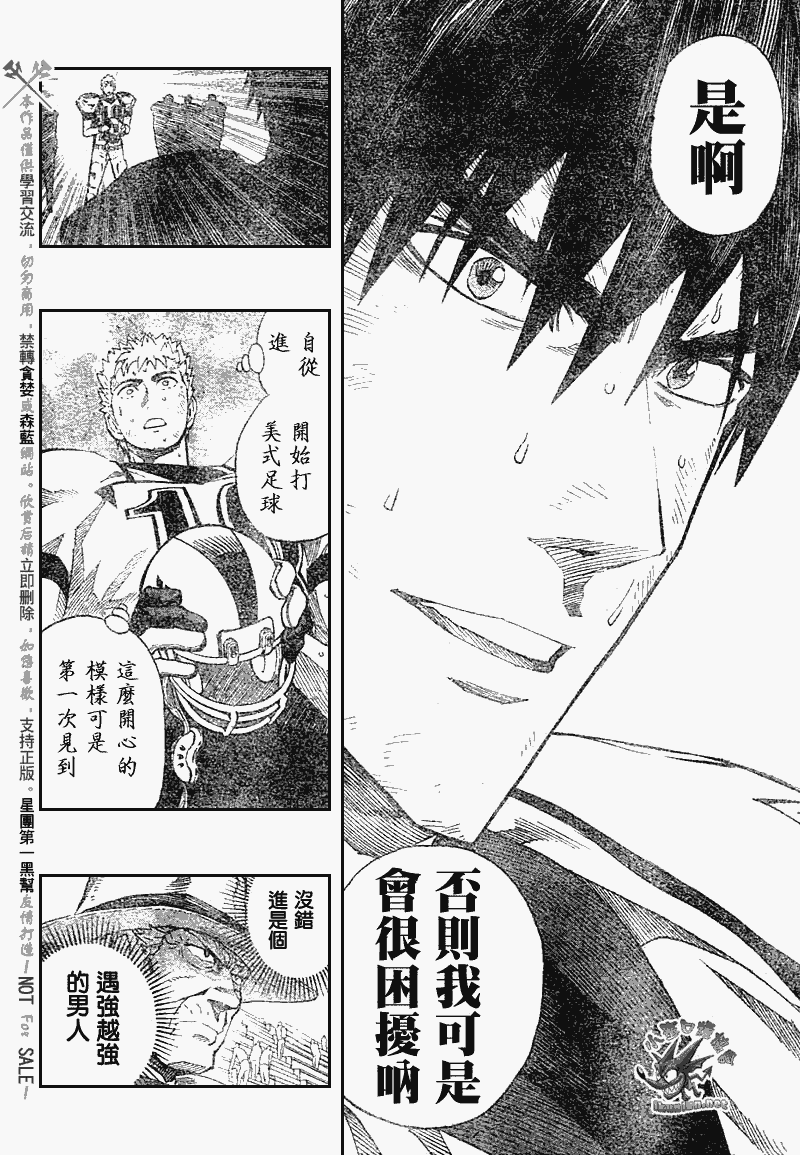 是啊
否則我可是
會很困擾吶
自從
進
開始打
美式足球
這麼開心的
模樣可是
第一次見到
沒錯
進是個
遇強越強
的男人
本作品僅供學習交流，勿匆商用，禁轉貪婪或森藍網站。欣賞后請立即刪除，如您喜歡，支持正版。星團第一黑幫友情打造—NOT For SALE—